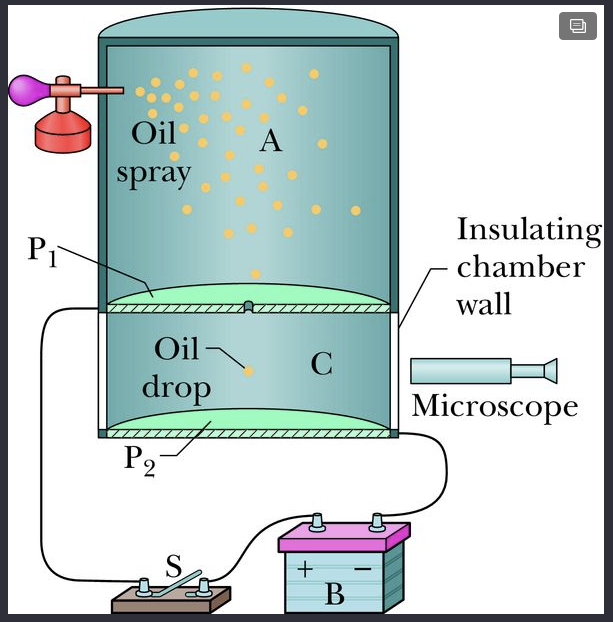 Oil
spray
A
P1
Insulating
chamber
wall
Oil
drop
C
Microscope
P2
S
+ −
B